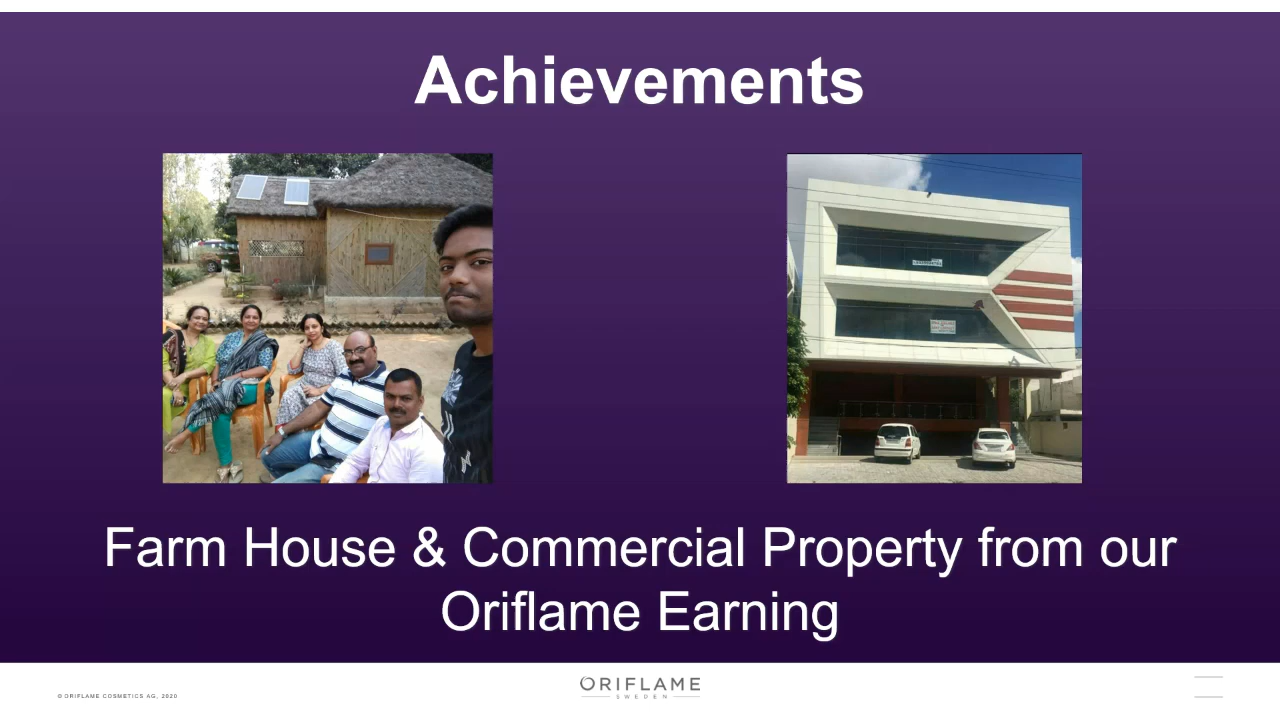 Achievements
Farm House & Commercial Property from our
Oriflame Earning
© ORIFLAME COSMETICS AG, 2020
ORIFLAME
SWEDEN